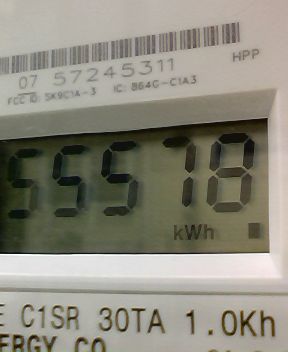 HPP
07 57245311
FCC ID: SK9C1A-3 IC: 864G-C1A3
55578
kWh
E C1SR 30TA 1.0Kh
ERGY CO